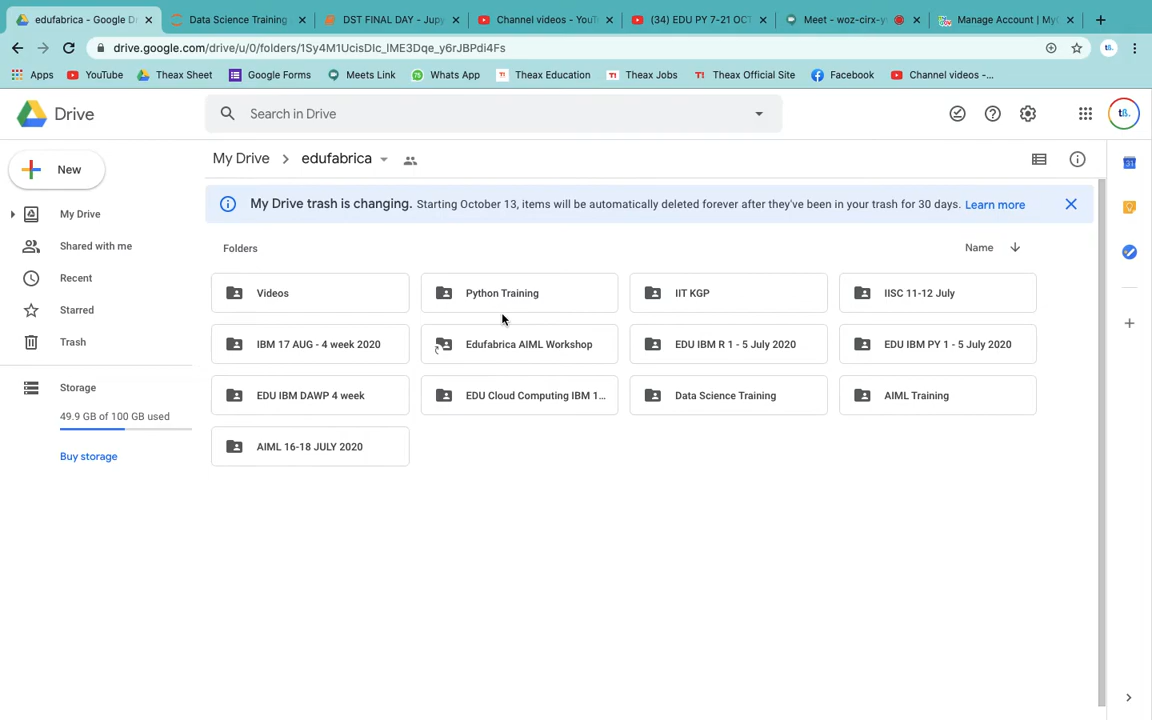 edufabrica - Google Dr
Data Science Training
DST FINAL DAY - Jupy
Channel videos - YouTu
(34) EDU PY 7-21 OCT
Meet - woz-cirx-y
Manage Account | My
drive.google.com/drive/u/0/folders/1Sy4M1UcisDIc_lME3Dqe_y6rJBPdi4Fs
Apps
YouTube
Theax Sheet
Google Forms
Meets Link
Whats App
Theax Education
Theax Jobs
Theax Official Site
Facebook
Channel videos -...
Drive
Search in Drive
tß.
New
My Drive
edufabrica
My Drive trash is changing. Starting October 13, items will be automatically deleted forever after they've been in your trash for 30 days. Learn more
My Drive
Shared with me
Recent
Starred
Trash
Storage
49.9 GB of 100 GB used
Buy storage
Folders
Name
Videos
Python Training
IIT KGP
IISC 11-12 July
IBM 17 AUG - 4 week 2020
Edufabrica AIML Workshop
EDU IBM R 1 - 5 July 2020
EDU IBM PY 1 - 5 July 2020
EDU IBM DAWP 4 week
EDU Cloud Computing IBM 1...
Data Science Training
AIML Training
AIML 16-18 JULY 2020
31